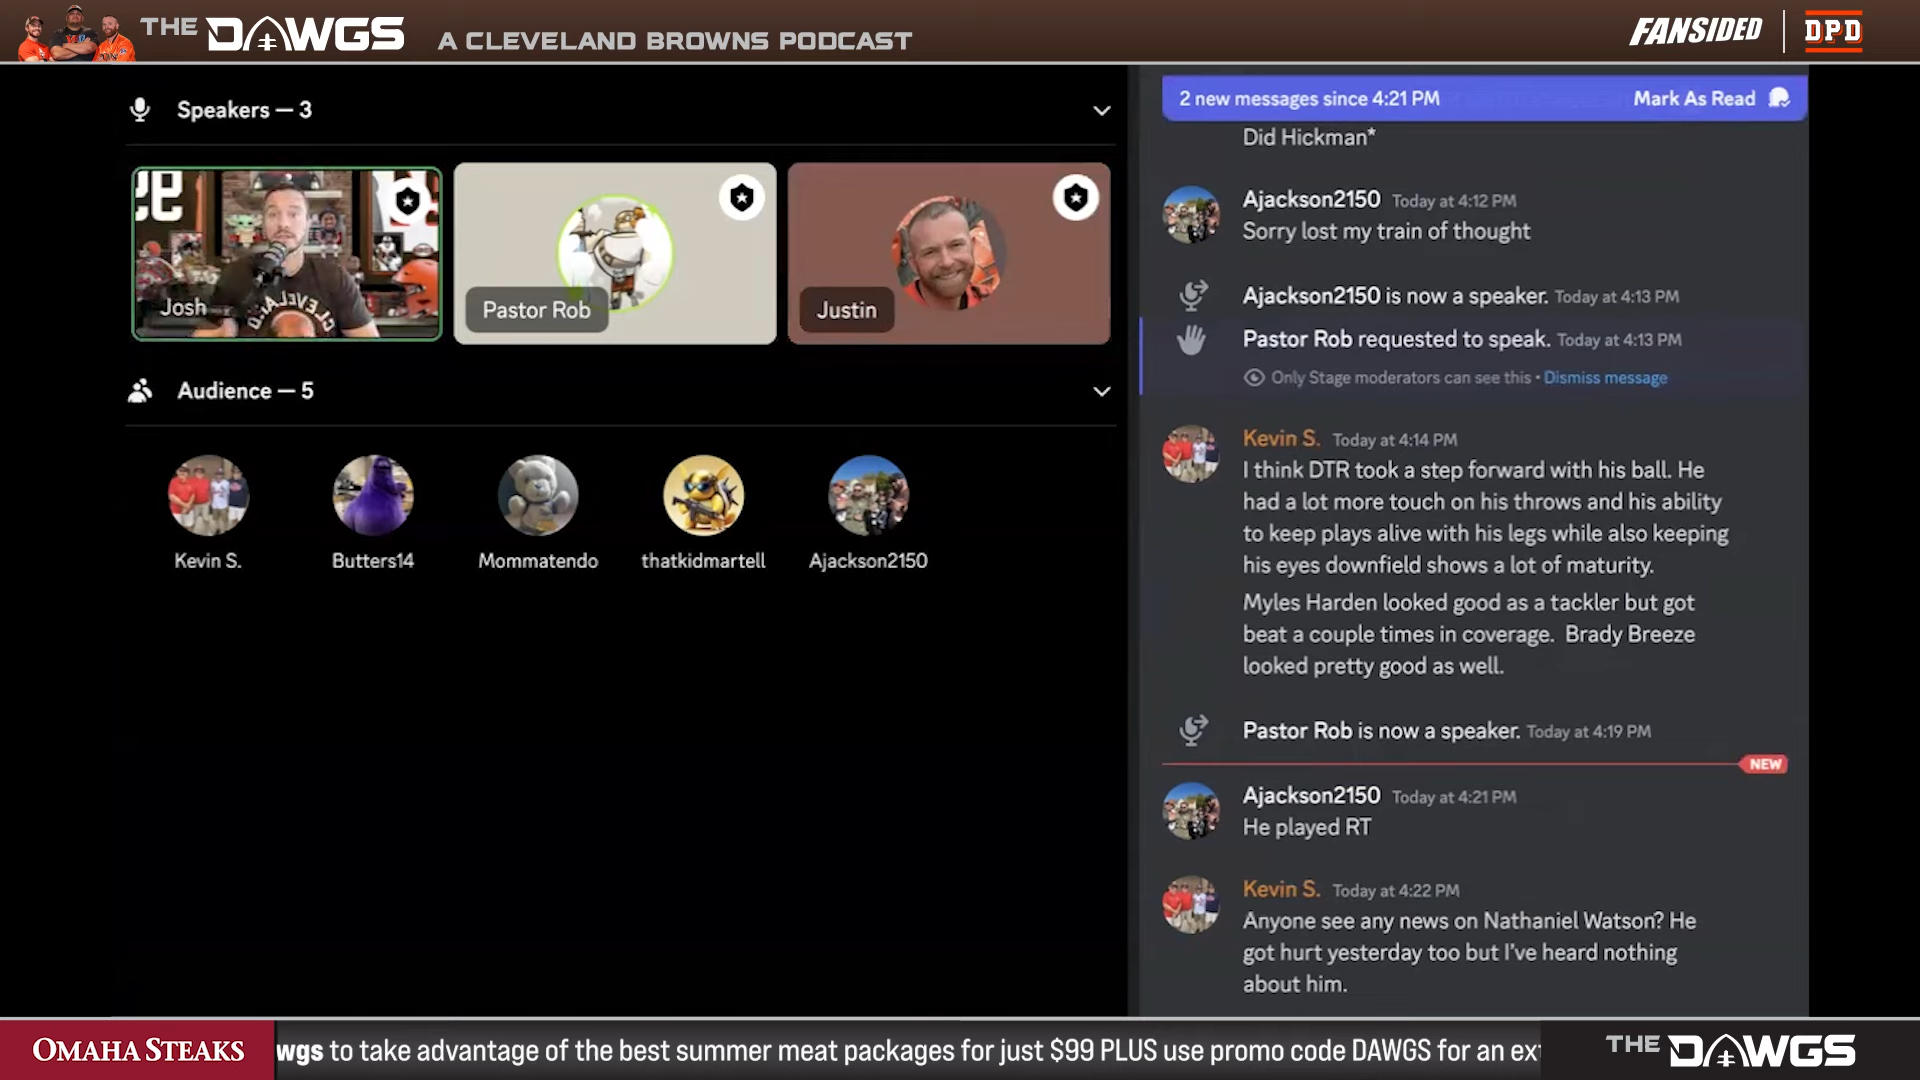 THE DAWGS A CLEVELAND BROWNS PODCAST
FANSIDED DPD
Speakers — 3
Josh
Pastor Rob
Justin
Audience — 5
Kevin S.
Butters14
Mommatendo
thatkidmartell
Ajackson2150
2 new messages since 4:21 PM Mark As Read
Did Hickman*
Ajackson2150 Today at 4:12 PM
Sorry lost my train of thought
Ajackson2150 is now a speaker. Today at 4:13 PM
Pastor Rob requested to speak. Today at 4:13 PM
Only Stage moderators can see this • Dismiss message
Kevin S. Today at 4:14 PM
I think DTR took a step forward with his ball. He
had a lot more touch on his throws and his ability
to keep plays alive with his legs while also keeping
his eyes downfield shows a lot of maturity.
Myles Harden looked good as a tackler but got
beat a couple times in coverage. Brady Breeze
looked pretty good as well.
Pastor Rob is now a speaker. Today at 4:19 PM
NEW
Ajackson2150 Today at 4:21 PM
He played RT
Kevin S. Today at 4:22 PM
Anyone see any news on Nathaniel Watson? He
got hurt yesterday too but I've heard nothing
about him.
OMAHA STEAKS
wgs to take advantage of the best summer meat packages for just $99 PLUS use promo code DAWGS for an ext
THE DAWGS